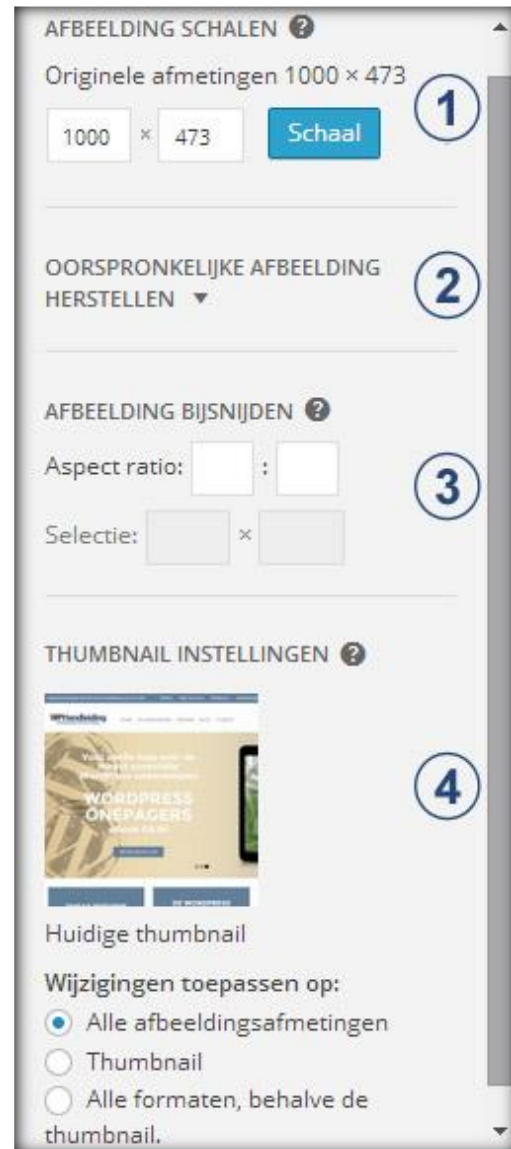 AFBEELDING SCHALEN ?
Originele afmetingen 1000 × 473
1000 × 473 Schaal
1
OORSPRONKELIJKE AFBEELDING
HERSTELLEN ▼
2
AFBEELDING BIJSNIJDEN ?
Aspect ratio: :
3
Selectie: ×
THUMBNAIL INSTELLINGEN ?
WORDPRESS
ONEPAGERS
4
Huidige thumbnail
Wijzigingen toepassen op:
Alle afbeeldingsafmetingen
Thumbnail
Alle formaten, behalve de
thumbnail.